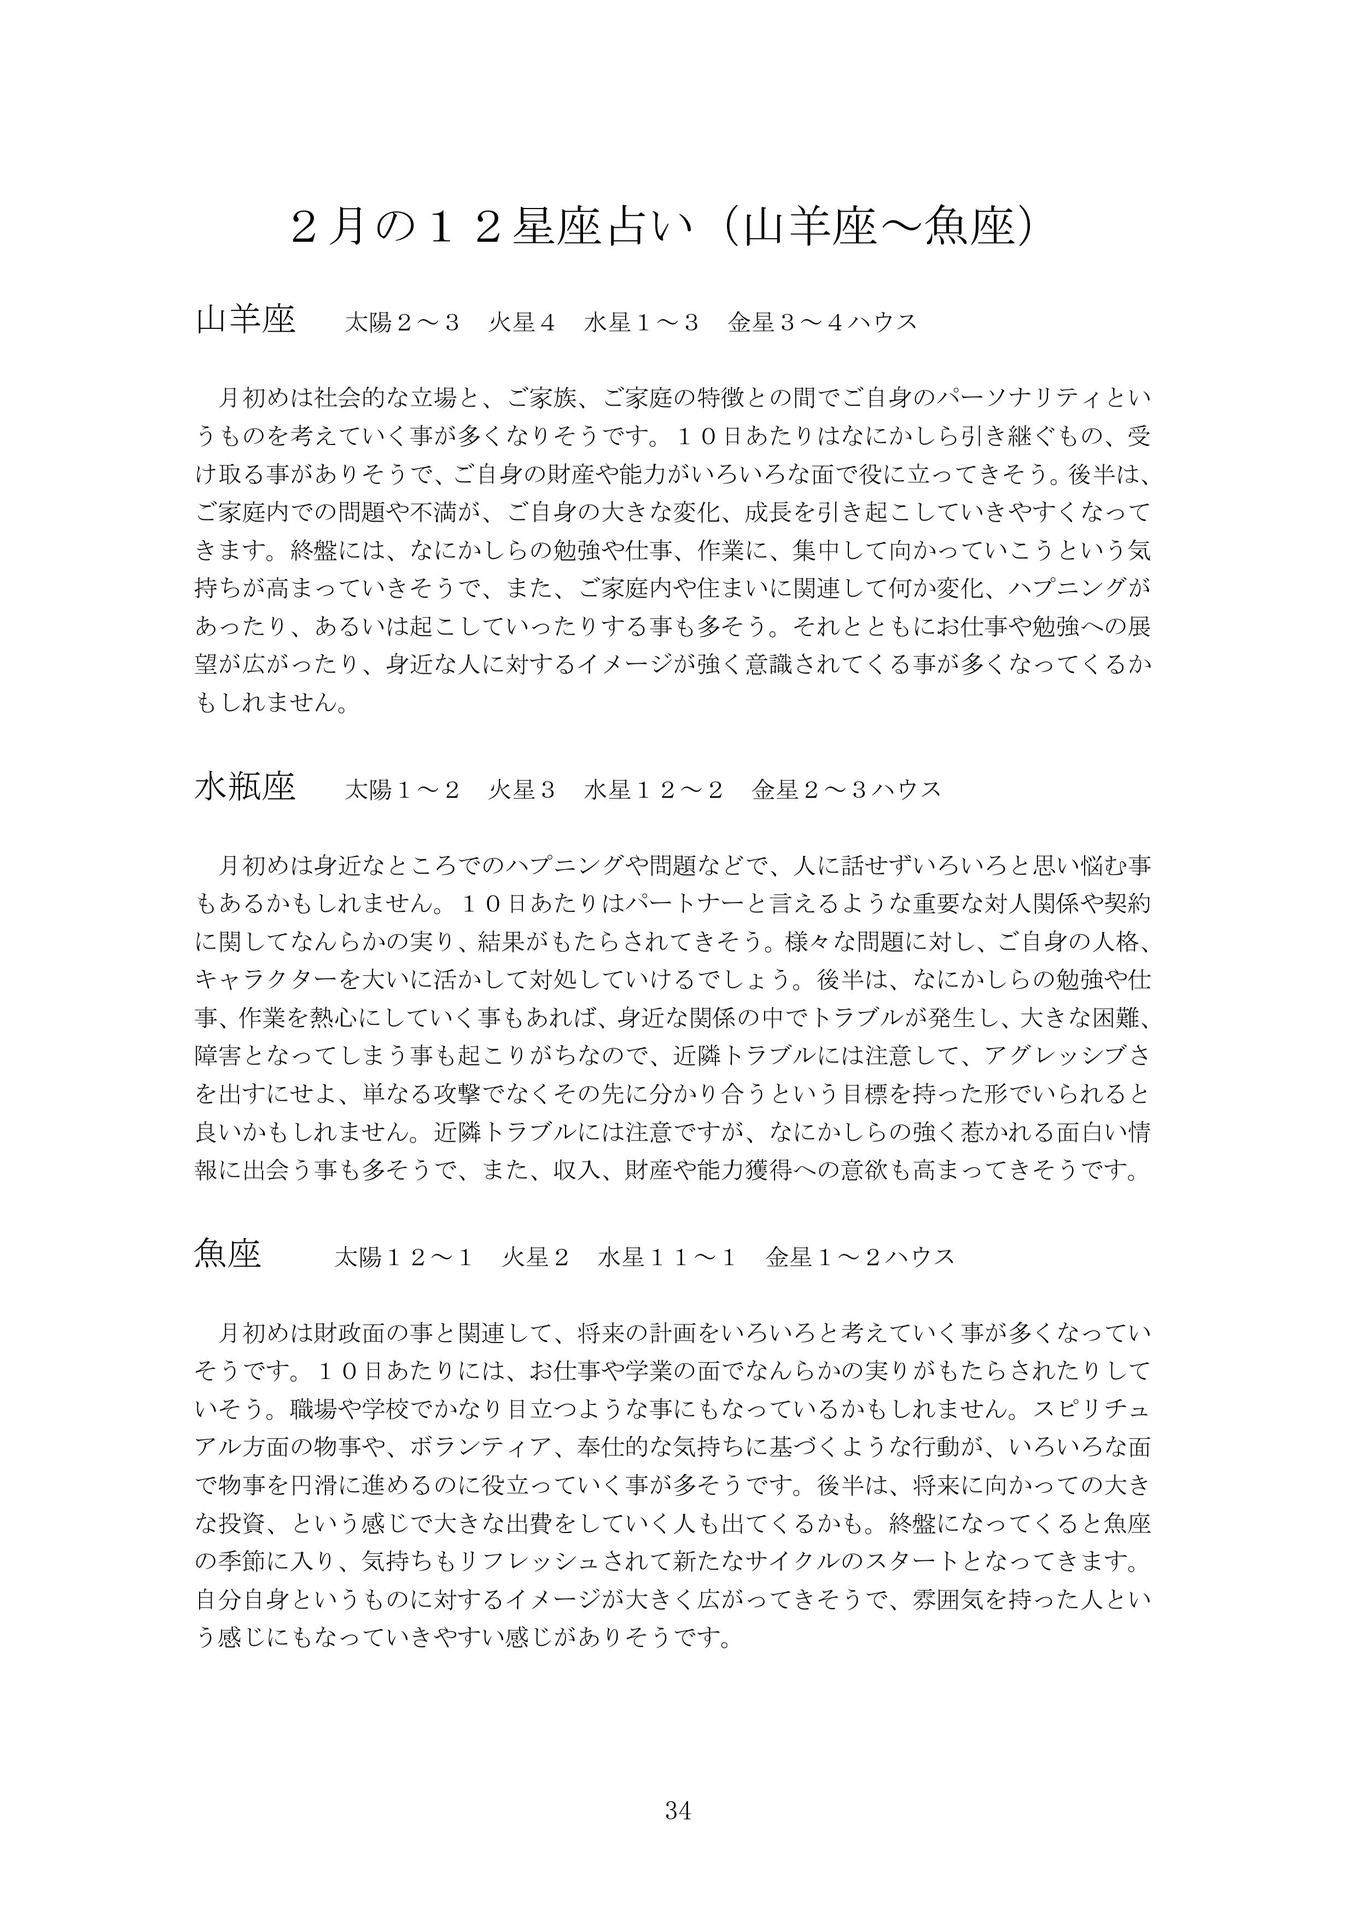 ２月の１２星座占い（山羊座～魚座）
山羊座　太陽２～３　火星４　水星１～３　金星３～４ハウス
　月初めは社会的な立場と、ご家族、ご家庭の特徴との間でご自身のパーソナリティとい
うものを考えていく事が多くなりそうです。１０日あたりはなにかしら引き継ぐもの、受
け取る事がありそうで、ご自身の財産や能力がいろいろな面で役に立ってきそう。後半は、
ご家庭内での問題や不満が、ご自身の大きな変化、成長を引き起こしていきやすくなって
きます。終盤には、なにかしらの勉強や仕事、作業に、集中して向かっていこうという気
持ちが高まっていきそうで、また、ご家庭内や住まいに関連して何か変化、ハプニングが
あったり、あるいは起こしていったりする事も多そう。それとともにお仕事や勉強への展
望が広がったり、身近な人に対するイメージが強く意識されてくる事が多くなってくるか
もしれません。
水瓶座　太陽１～２　火星３　水星１２～２　金星２～３ハウス
　月初めは身近なところでのハプニングや問題などで、人に話せずいろいろと思い悩む事
もあるかもしれません。１０日あたりはパートナーと言えるような重要な対人関係や契約
に関してなんらかの実り、結果がもたらされてきそう。様々な問題に対し、ご自身の人格、
キャラクターを大いに活かして対処していけるでしょう。後半は、なにかしらの勉強や仕
事、作業を熱心にしていく事もあれば、身近な関係の中でトラブルが発生し、大きな困難、
障害となってしまう事も起こりがちなので、近隣トラブルには注意して、アグレッシブさ
を出すにせよ、単なる攻撃でなくその先に分かり合うという目標を持った形でいられると
良いかもしれません。近隣トラブルには注意ですが、なにかしらの強く惹かれる面白い情
報に出会う事も多そうで、また、収入、財産や能力獲得への意欲も高まってきそうです。
魚座　太陽１２～１　火星２　水星１１～１　金星１～２ハウス
　月初めは財政面の事と関連して、将来の計画をいろいろと考えていく事が多くなってい
そうです。１０日あたりには、お仕事や学業の面でなんらかの実りがもたらされたりして
いそう。職場や学校でかなり目立つような事にもなっているかもしれません。スピリチュ
アル方面の物事や、ボランティア、奉仕的な気持ちに基づくような行動が、いろいろな面
で物事を円滑に進めるのに役立っていく事が多そうです。後半は、将来に向かっての大き
な投資、という感じで大きな出費をしていく人も出てくるかも。終盤になってくると魚座
の季節に入り、気持ちもリフレッシュされて新たなサイクルのスタートとなってきます。
自分自身というものに対するイメージが大きく広がってきそうで、雰囲気を持った人とい
う感じにもなっていきやすい感じがありそうです。
34